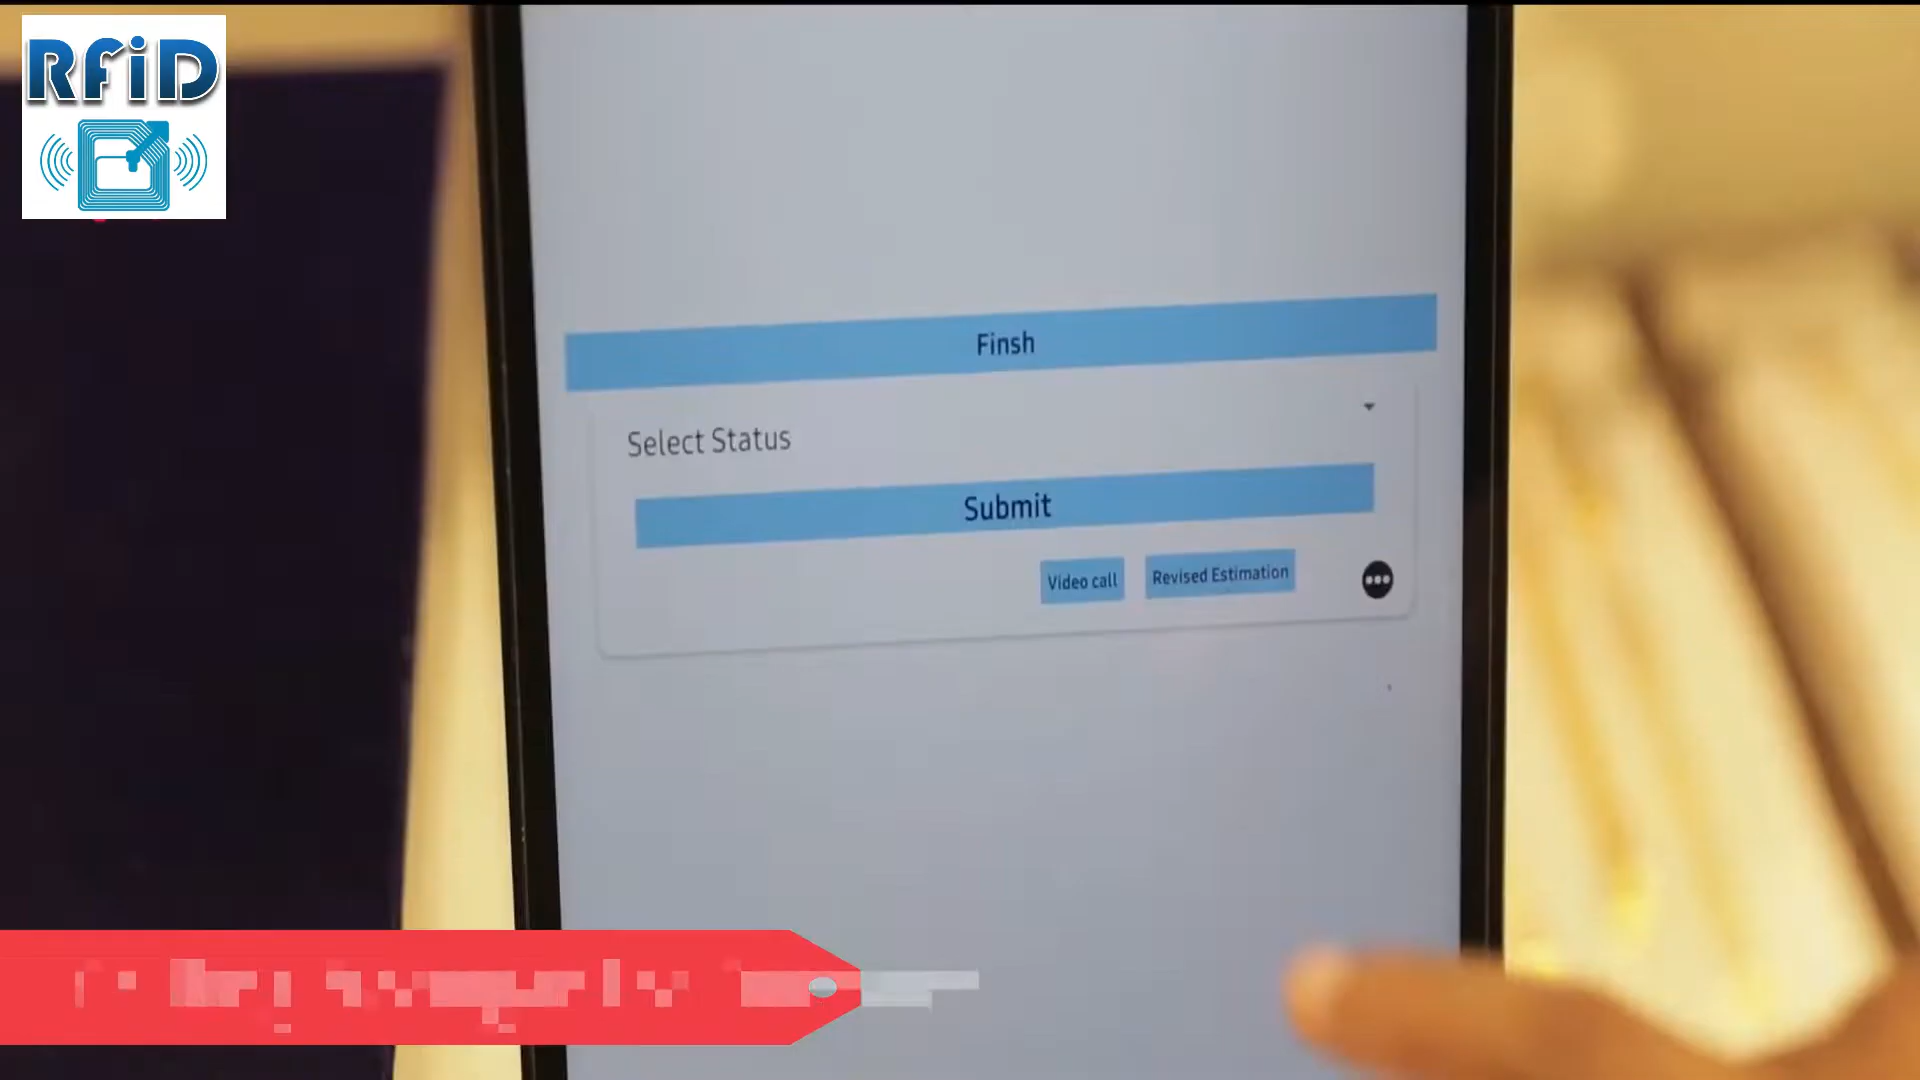 RFiD
Finsh
Select Status
Submit
Video call
Revised Estimation